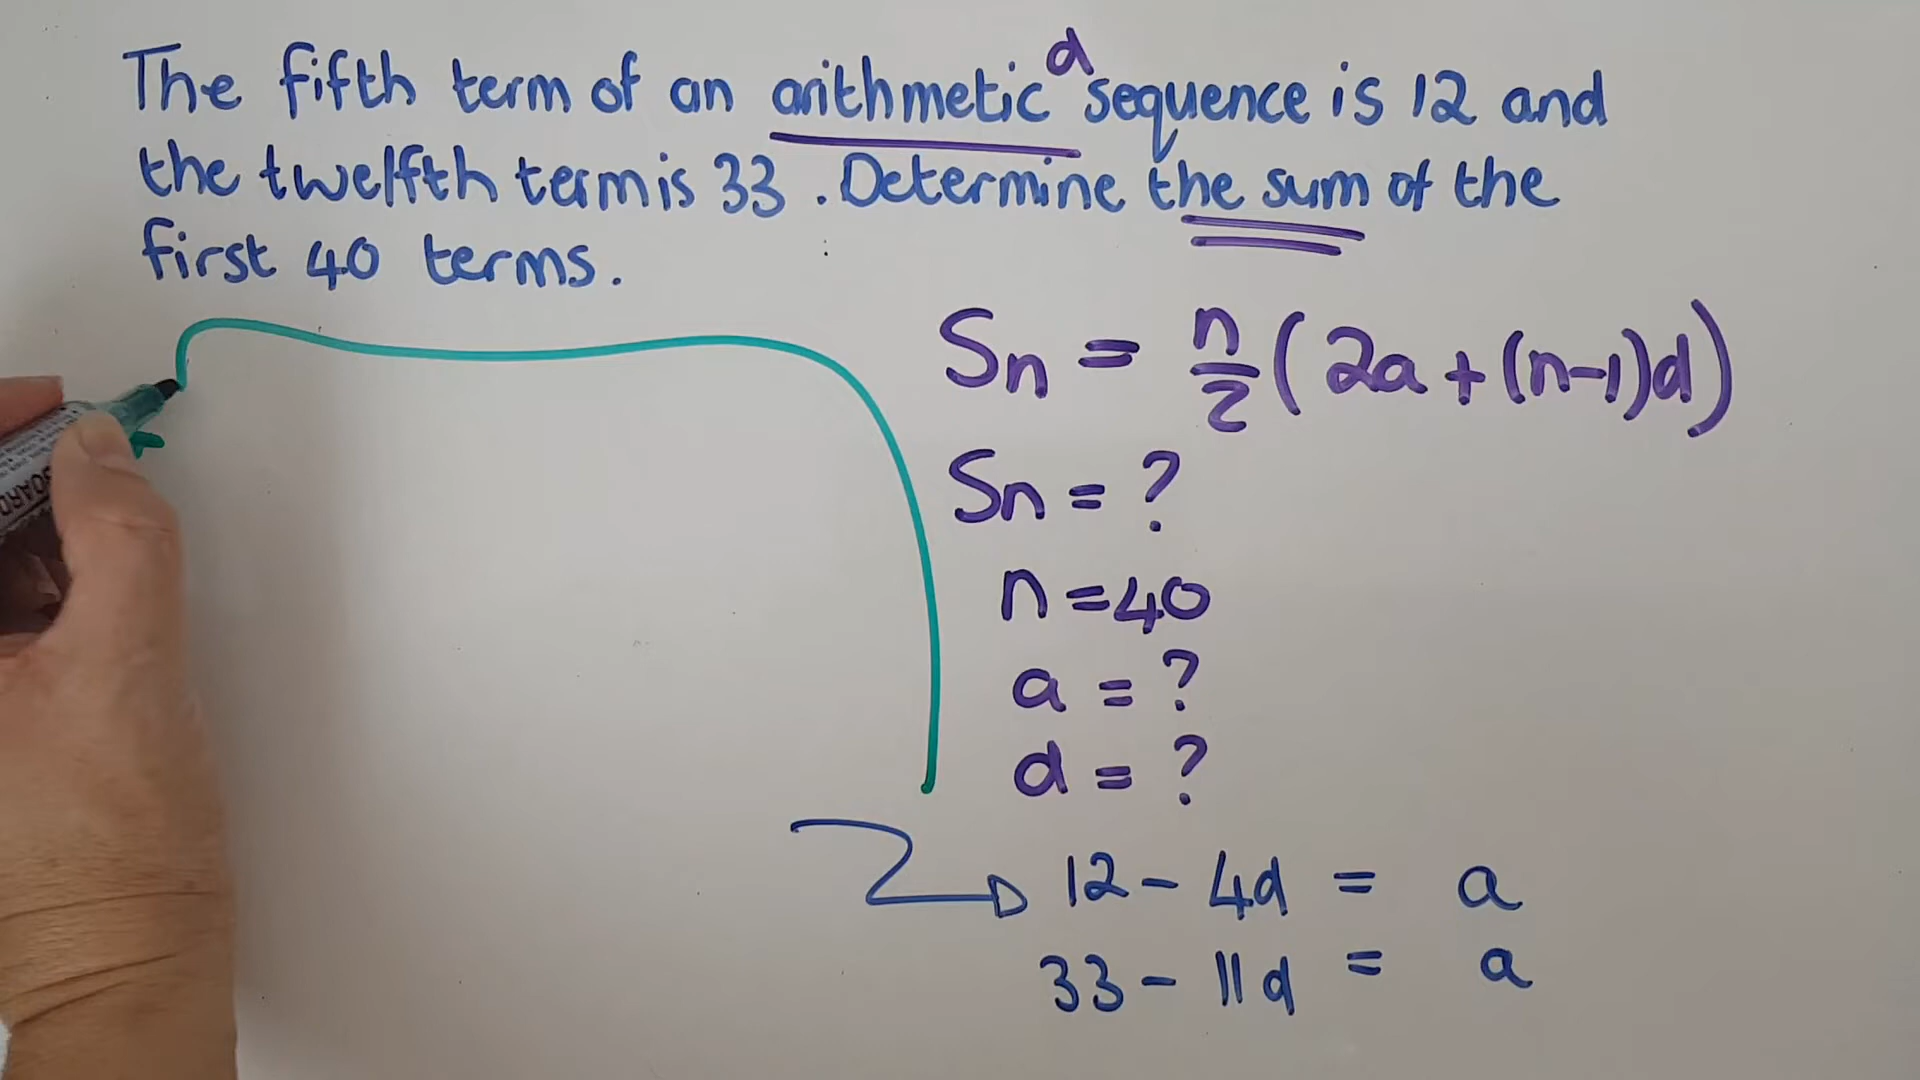 The fifth term of an arithmetic d sequence is 12 and
the twelfth term is 33. Determine the sum of the
first 40 terms.
Sn = n/2 (2a + (n-1)d)
Sn = ?
n = 40
a = ?
d = ?
12 - 4d = a
33 - 11d = a